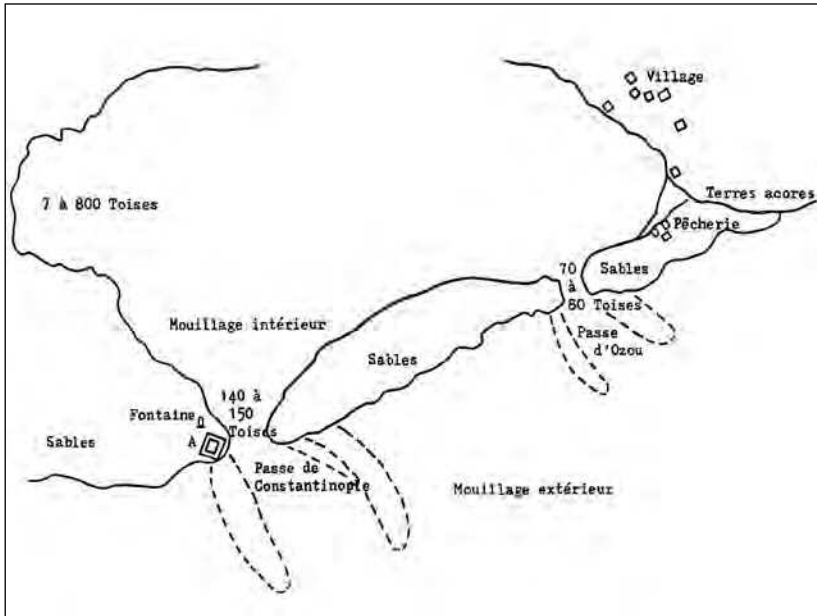 Village
7 à 800 Toises
Terres acores
Pêcherie
Sables
70
à
80 Toises
Passe
d'Ozou
Mouillage intérieur
Sables
140 à
150
Toises
Fontaine
A
Sables
Passe de
Constantinople
Mouillage extérieur